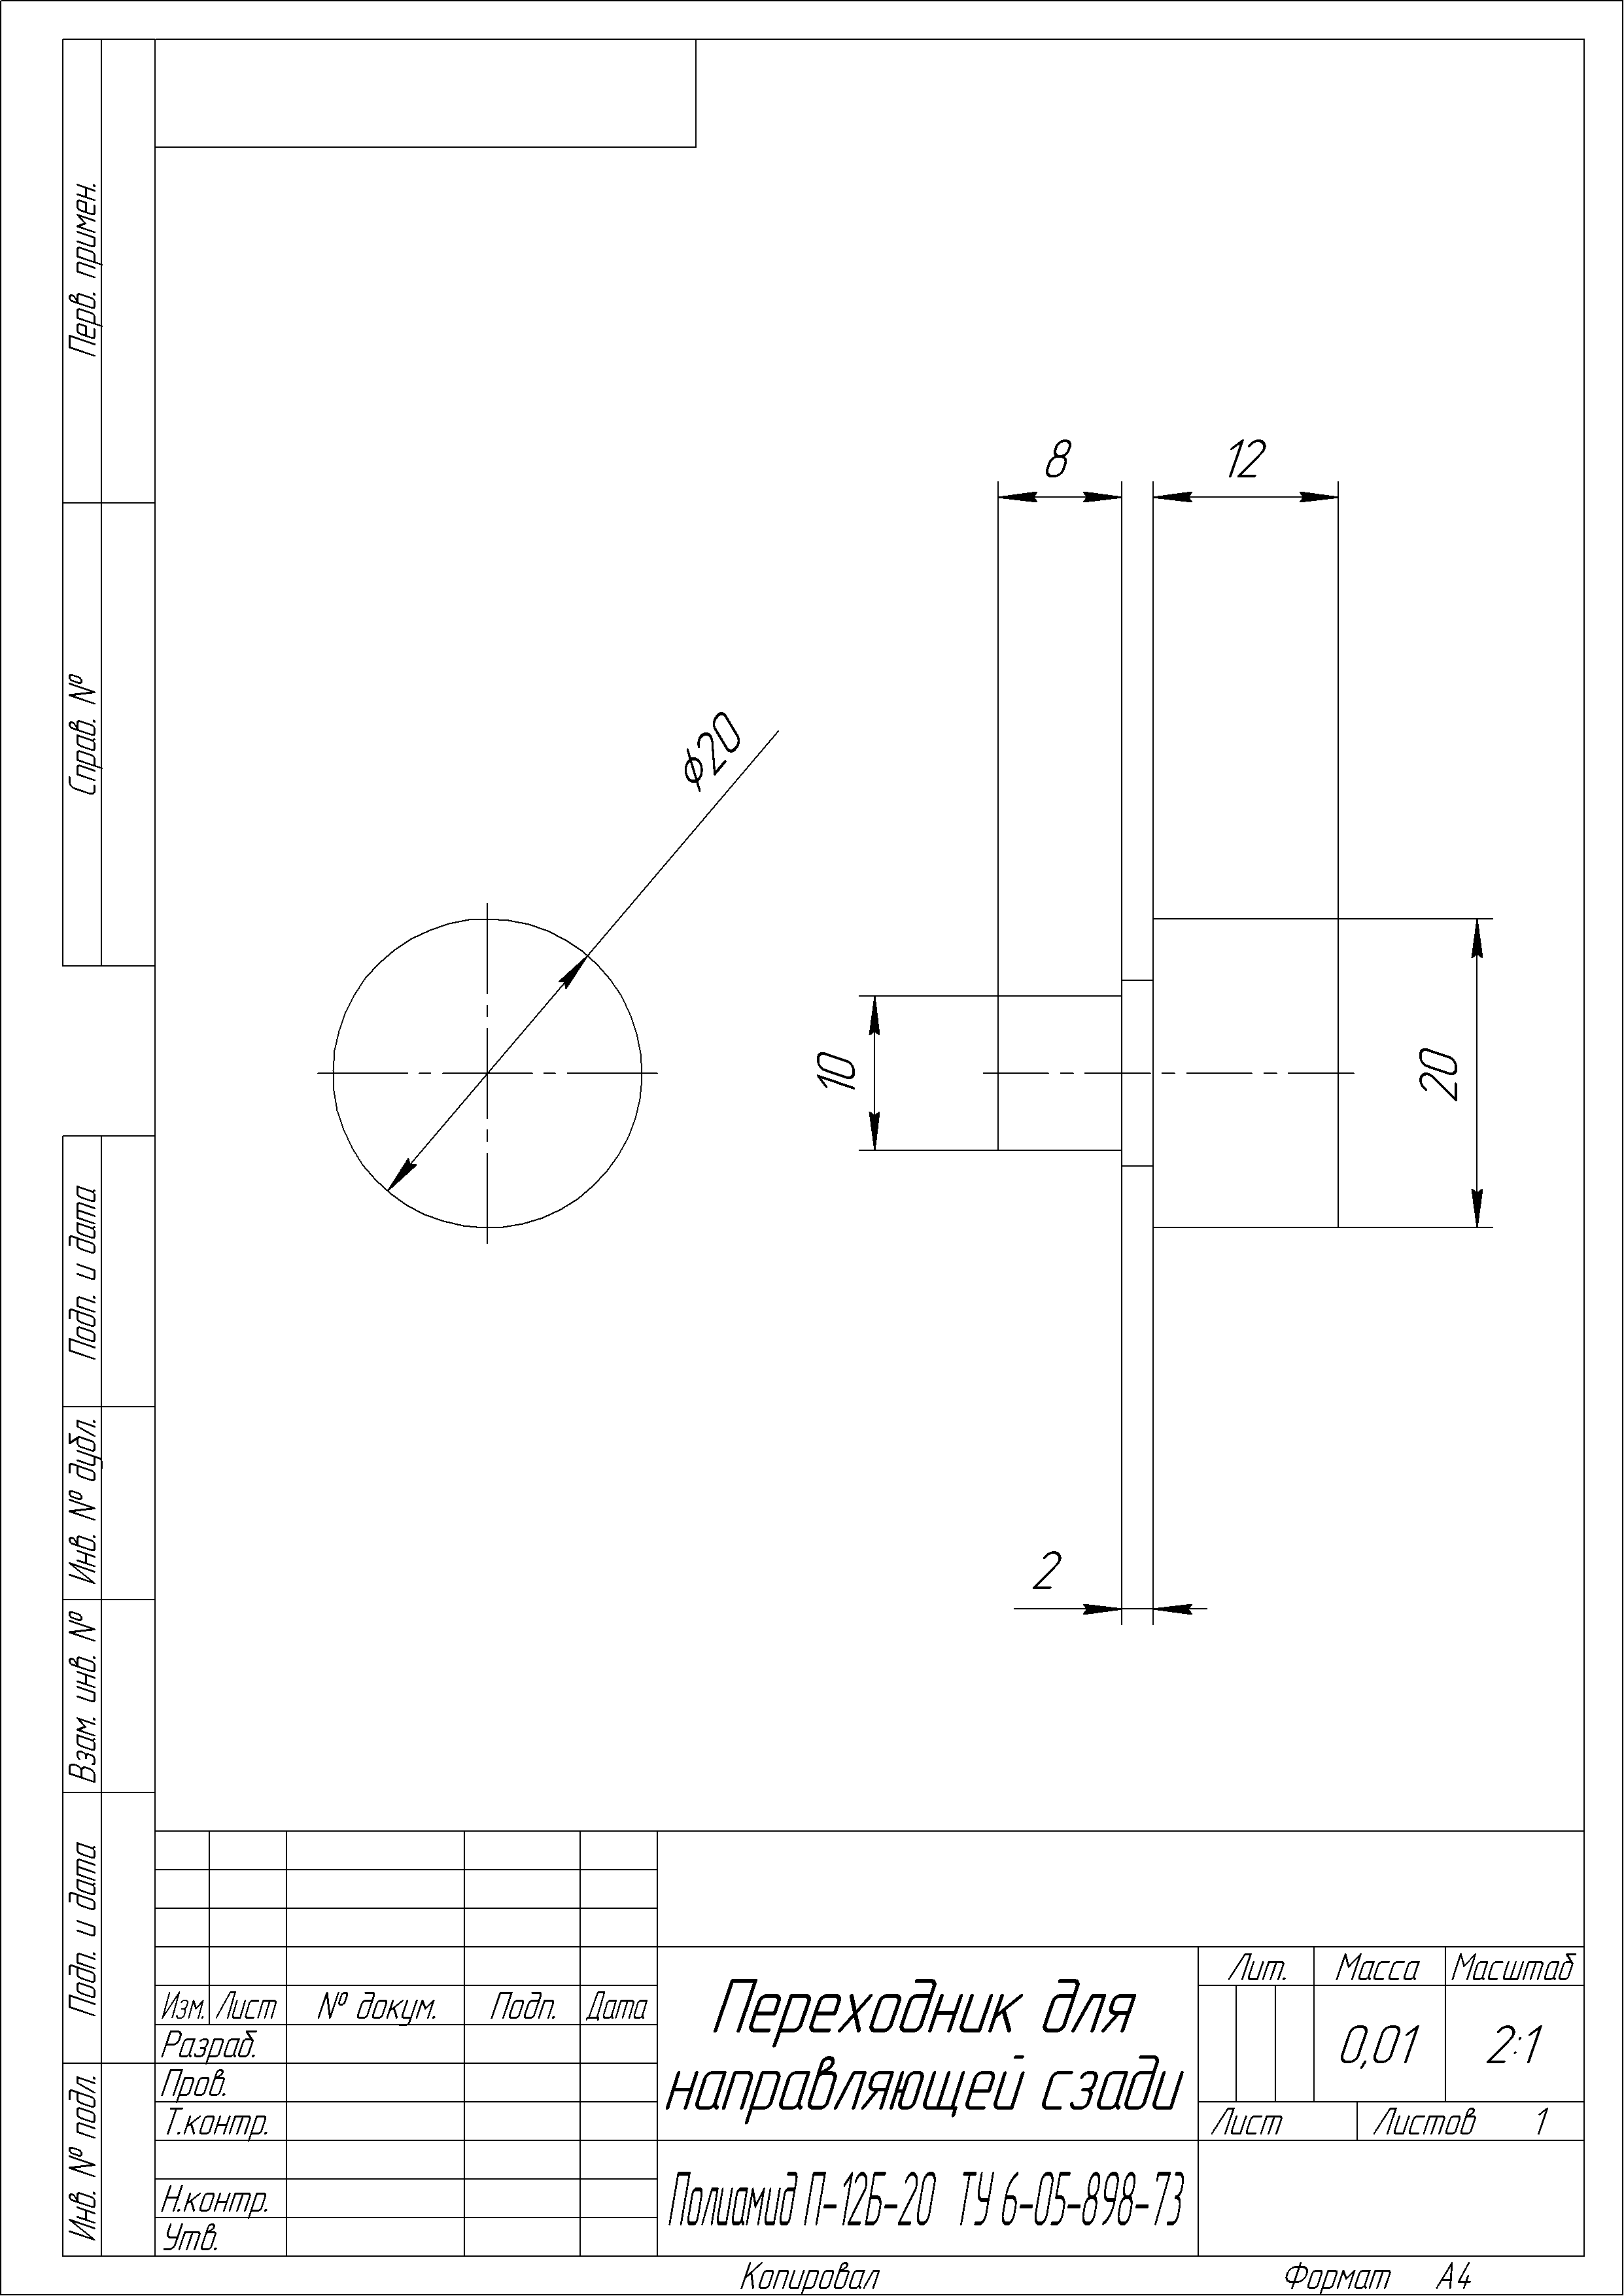 Перв. примен.
Справ. №
Подп. и дата
Инв. № дубл.
Взам. инв. №
Подп. и дата
Инв. № подл.
8
12
⌀20
10
20
2
Изм. Лист № докум. Подп. Дата
Разраб.
Пров.
Т.контр.
Н.контр.
Утв.
Переходник для
направляющей сзади
Полиамид П-12Б-20 ТУ 6-05-898-73
Лит. Масса Масштаб
0,01 2:1
Лист Листов 1
Копировал Формат А4